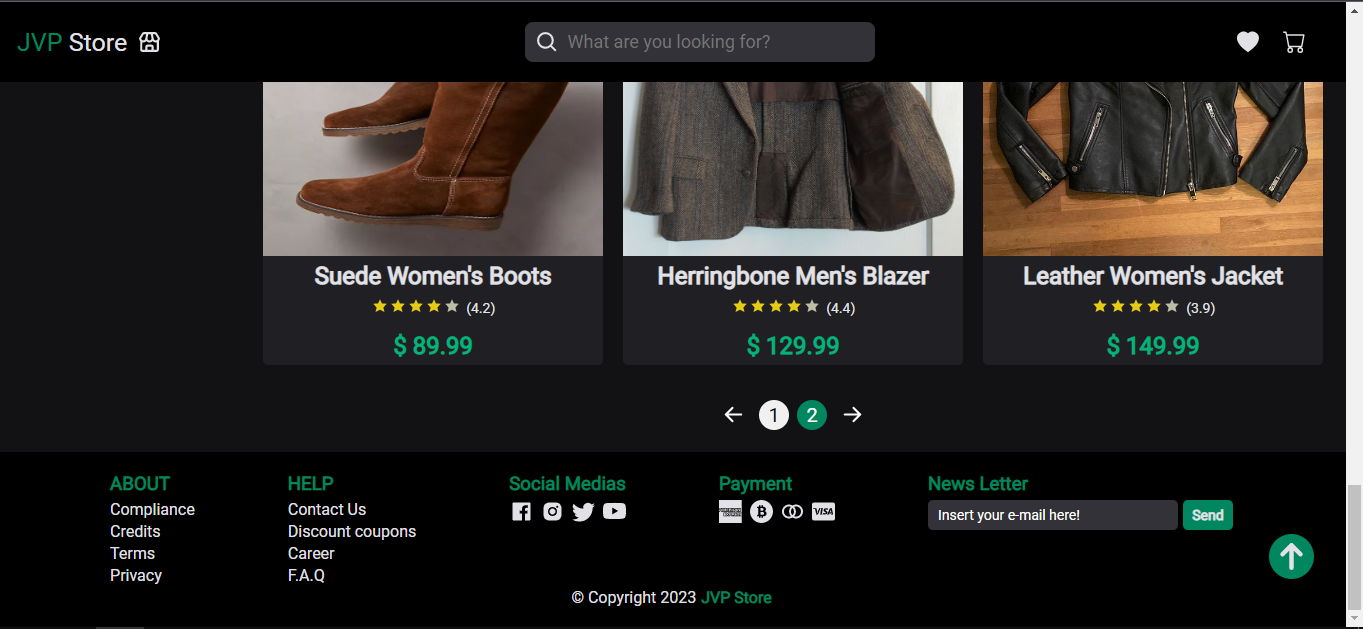 JVP Store
What are you looking for?
Suede Women's Boots
(4.2)
$ 89.99
Herringbone Men's Blazer
(4.4)
$ 129.99
Leather Women's Jacket
(3.9)
$ 149.99
1 2
ABOUT
Compliance
Credits
Terms
Privacy
HELP
Contact Us
Discount coupons
Career
F.A.Q
Social Medias
Payment
VISA
News Letter
Insert your e-mail here!
Send
© Copyright 2023 JVP Store